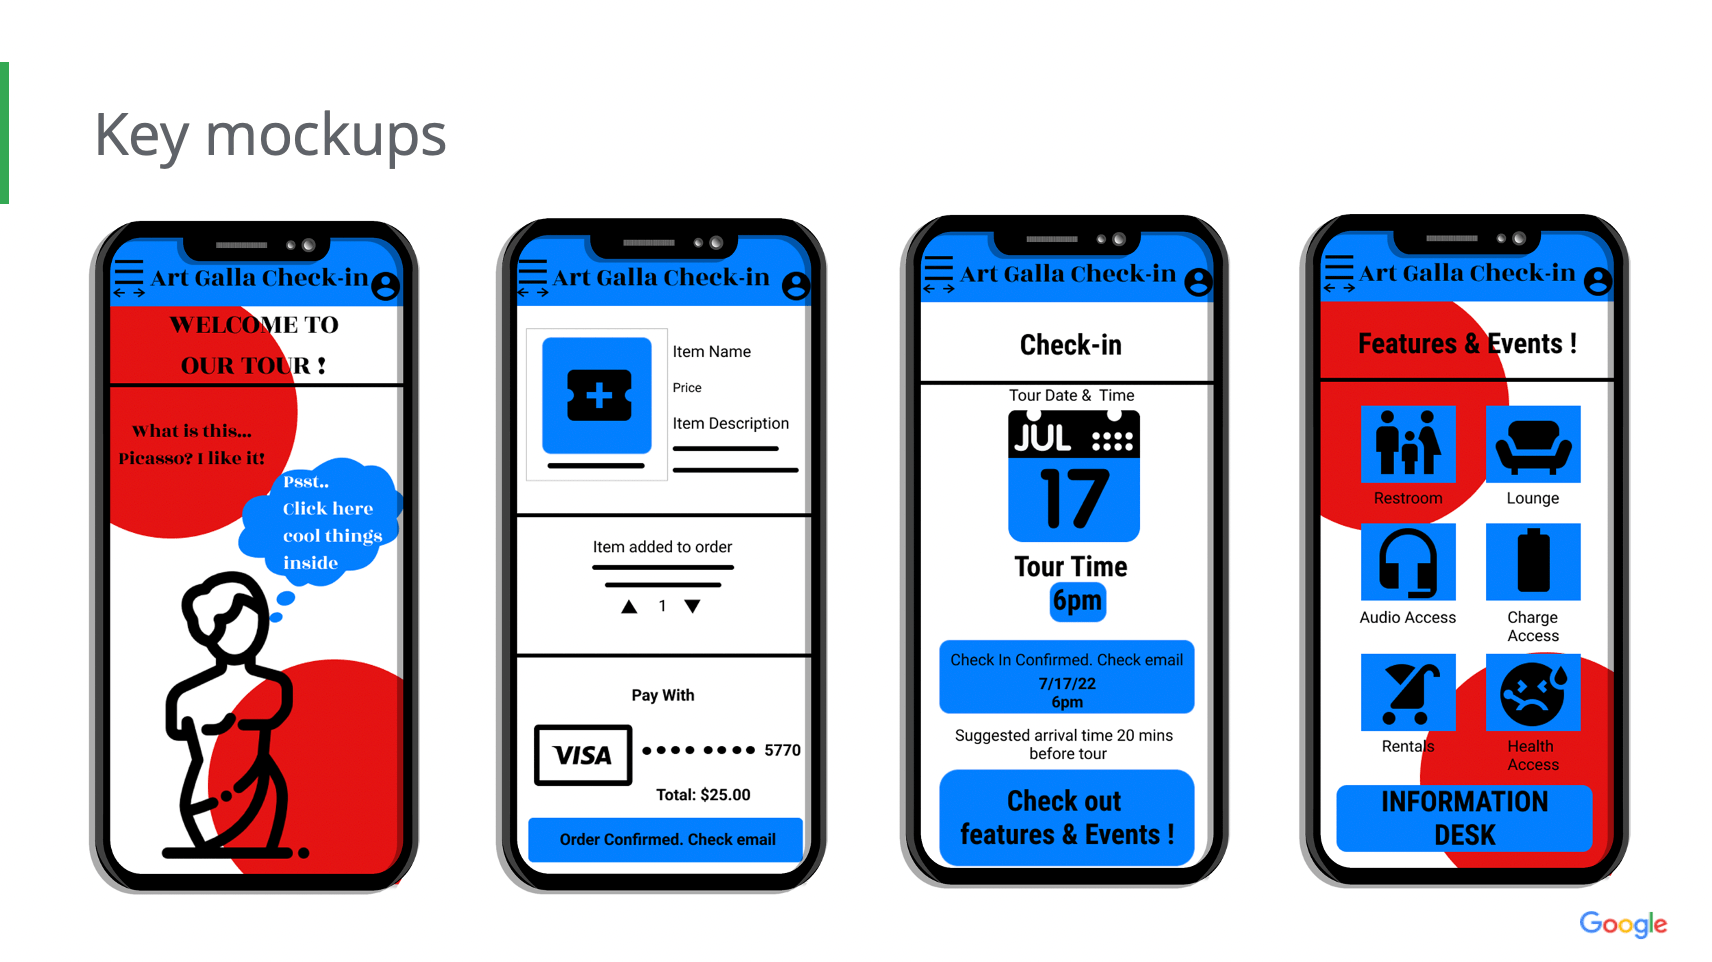 Key mockups
Art Galla Check-in
WELCOME TO
OUR TOUR !
What is this...
Picasso? I like it!
Psst..
Click here
cool things
inside
Art Galla Check-in
Item Name
Price
Item Description
Item added to order
1
Pay With
VISA
5770
Total: $25.00
Order Confirmed. Check email
Art Galla Check-in
Check-in
Tour Date & Time
JUL
17
Tour Time
6pm
Check In Confirmed. Check email
7/17/22
6pm
Suggested arrival time 20 mins
before tour
Check out
features & Events !
Art Galla Check-in
Features & Events !
Restroom
Lounge
Audio Access
Charge
Access
Rentals
Health
Access
INFORMATION
DESK
Google